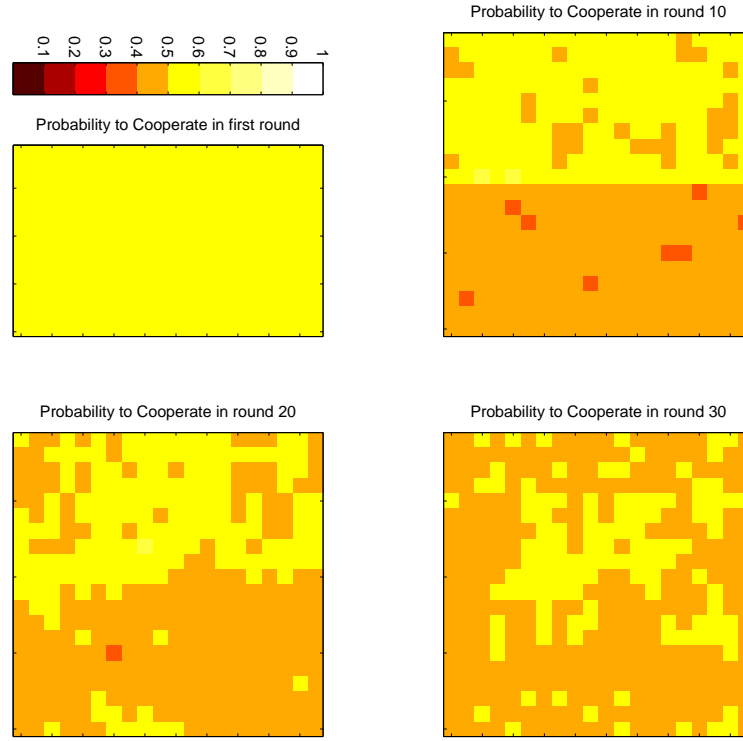 0.1 0.2 0.3 0.4 0.5 0.6 0.7 0.8 0.9 1
Probability to Cooperate in round 10
Probability to Cooperate in first round
Probability to Cooperate in round 20
Probability to Cooperate in round 30